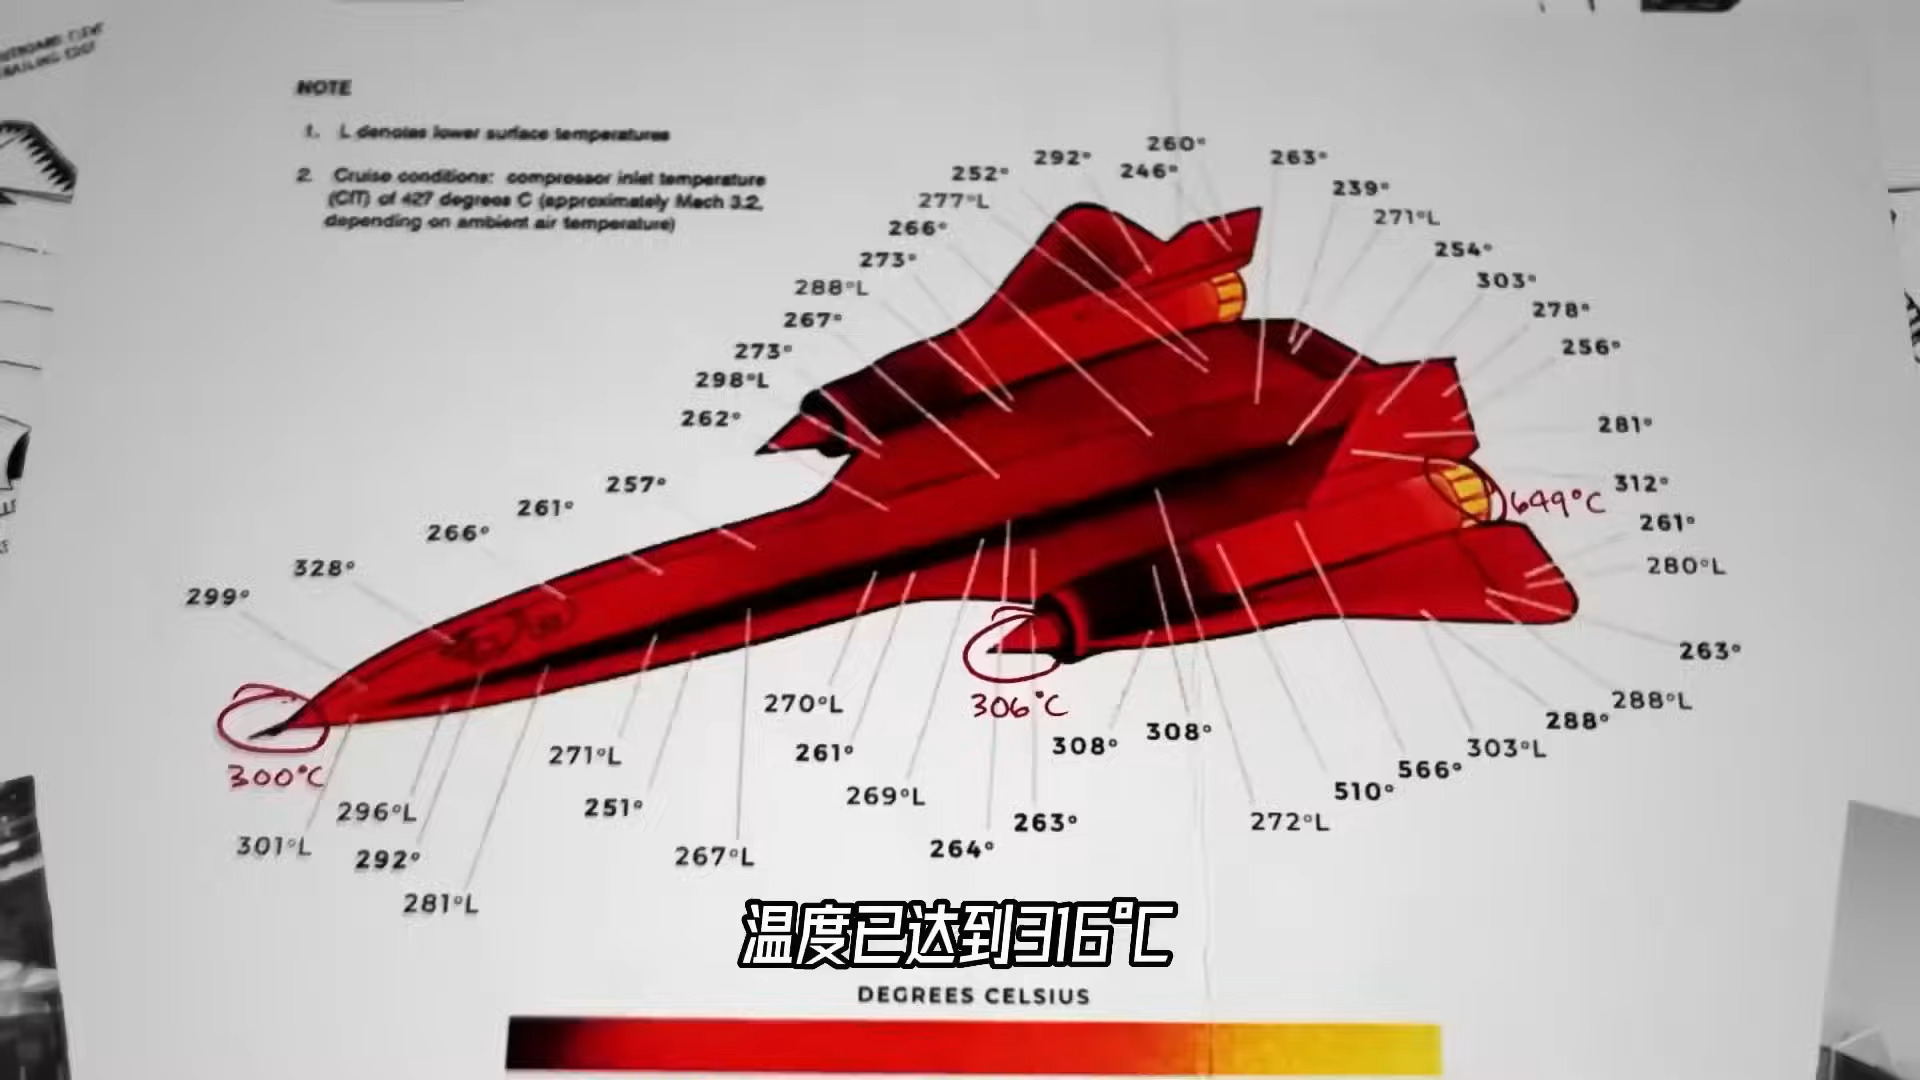 NOTE
1. L denotes lower surface temperatures
2. Cruise conditions: compressor inlet temperature
(CIT) of 427 degrees C (approximately Mach 3.2,
depending on ambient air temperature)
260°
292°
246°
263°
252°
239°
277°L
271°L
266°
254°
273°
303°
288°L
278°
267°
256°
273°
298°L
262°
281°
257°
312°
649°C
261°
261°
266°
280°L
328°
299°
263°
288°L
270°L
306°C
288°
308°
308°
303°L
271°L
261°
566°
300°C
510°
269°L
296°L
251°
263°
272°L
301°L
292°
267°L
264°
281°L
温度已达到316℃
DEGREES CELSIUS